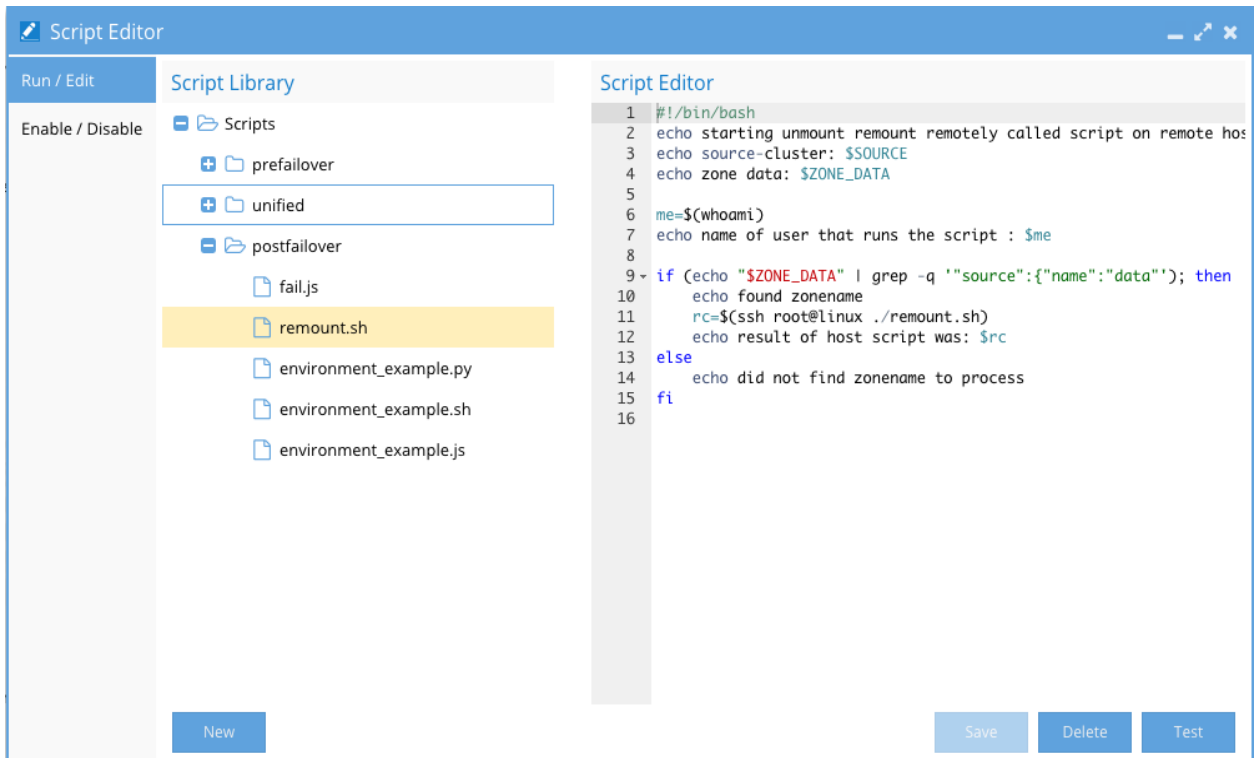 Script Editor
Run / Edit
Enable / Disable
Script Library
Scripts
prefailover
unified
postfailover
fail.js
remount.sh
environment_example.py
environment_example.sh
environment_example.js
New
Script Editor
1 #!/bin/bash
2 echo starting unmount remount remotely called script on remote hos
3 echo source-cluster: $SOURCE
4 echo zone data: $ZONE_DATA
5
6 me=$(whoami)
7 echo name of user that runs the script : $me
8
9 if (echo "$ZONE_DATA" | grep -q '"source":{"name":"data"'); then
10     echo found zonename
11     rc=$(ssh root@linux ./remount.sh)
12     echo result of host script was: $rc
13 else
14     echo did not find zonename to process
15 fi
16
Save Delete Test